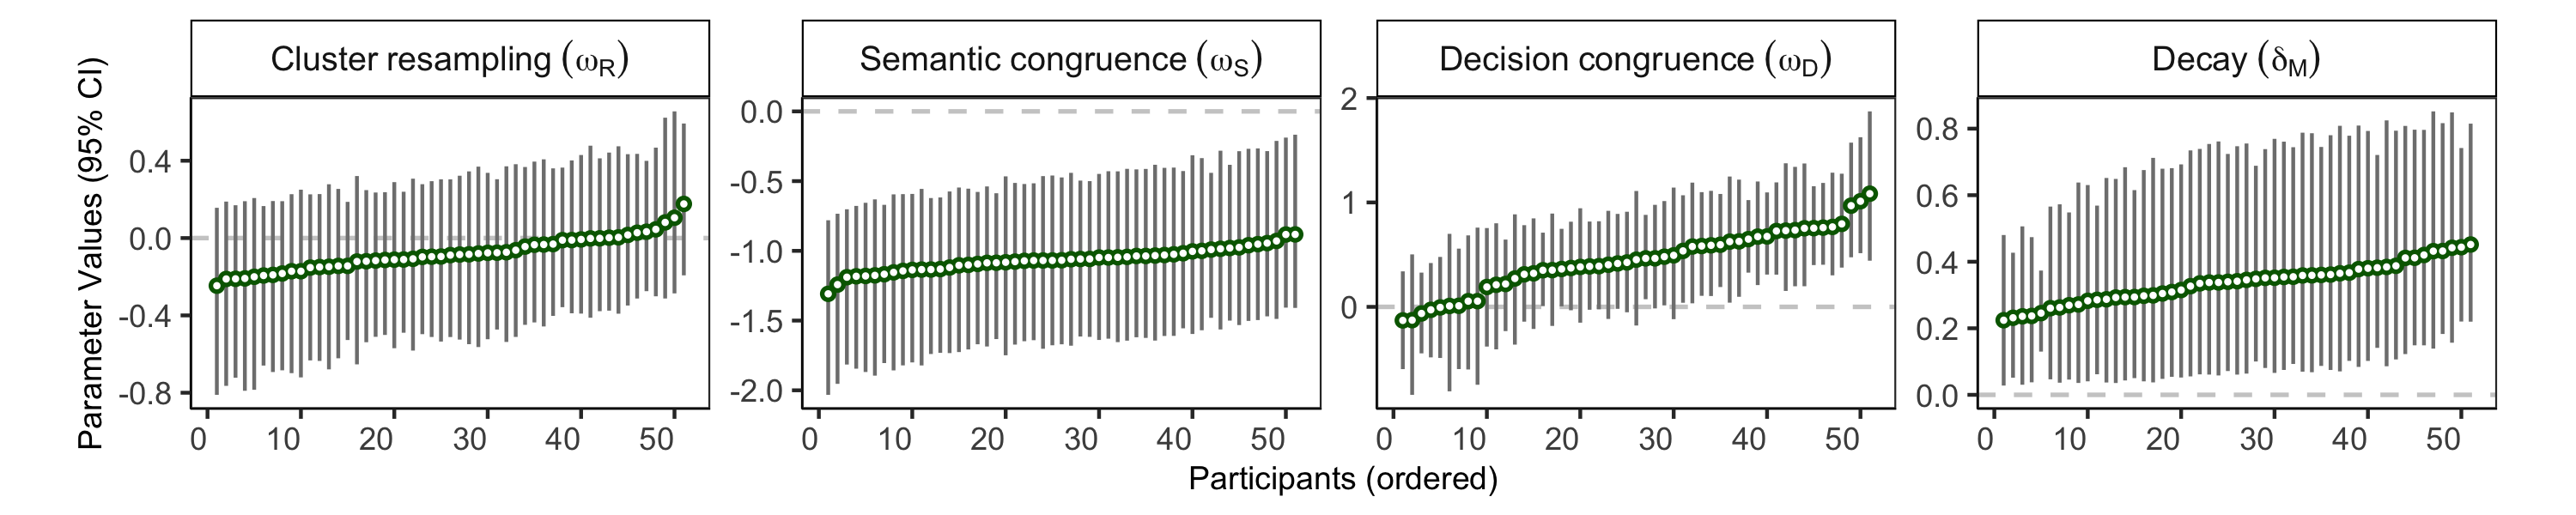 Cluster resampling (ωR)
Semantic congruence (ωS)
Decision congruence (ωD)
Decay (δM)
Parameter Values (95% CI)
0.4
0.0
-0.4
-0.8
0 10 20 30 40 50
0.0
-0.5
-1.0
-1.5
-2.0
0 10 20 30 40 50
2
1
0
0 10 20 30 40 50
0.8
0.6
0.4
0.2
0.0
0 10 20 30 40 50
Participants (ordered)